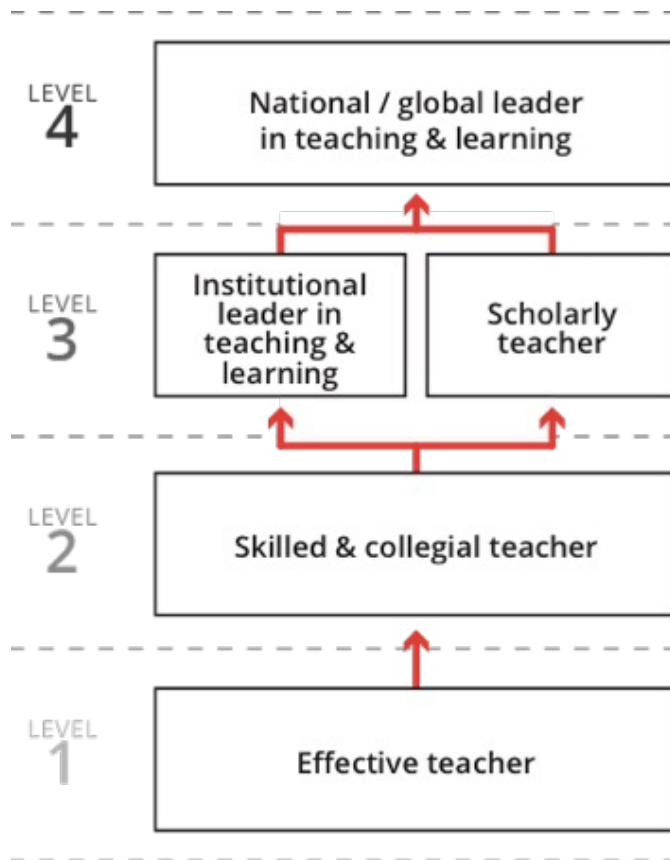 LEVEL
4
National / global leader
in teaching & learning
LEVEL
3
Institutional
leader in
teaching &
learning
Scholarly
teacher
LEVEL
2
Skilled & collegial teacher
LEVEL
1
Effective teacher